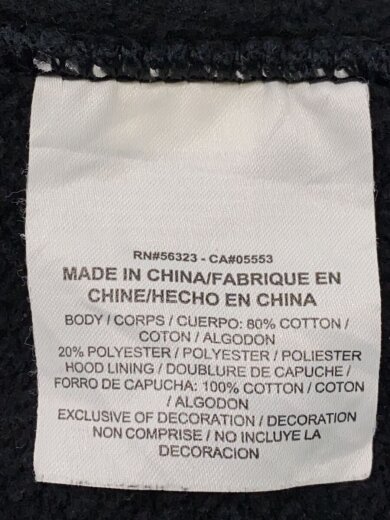 RN#56323 - CA#05553
MADE IN CHINA/FABRIQUE EN
CHINE/HECHO EN CHINA
BODY / CORPS / CUERPO: 80% COTTON /
COTON / ALGODON
20% POLYESTER / POLYESTER / POLIESTER
HOOD LINING / DOUBLURE DE CAPUCHE /
FORRO DE CAPUCHA: 100% COTTON / COTON
/ ALGODON
EXCLUSIVE OF DECORATION / DECORATION
NON COMPRISE / NO INCLUYE LA
DECORACION